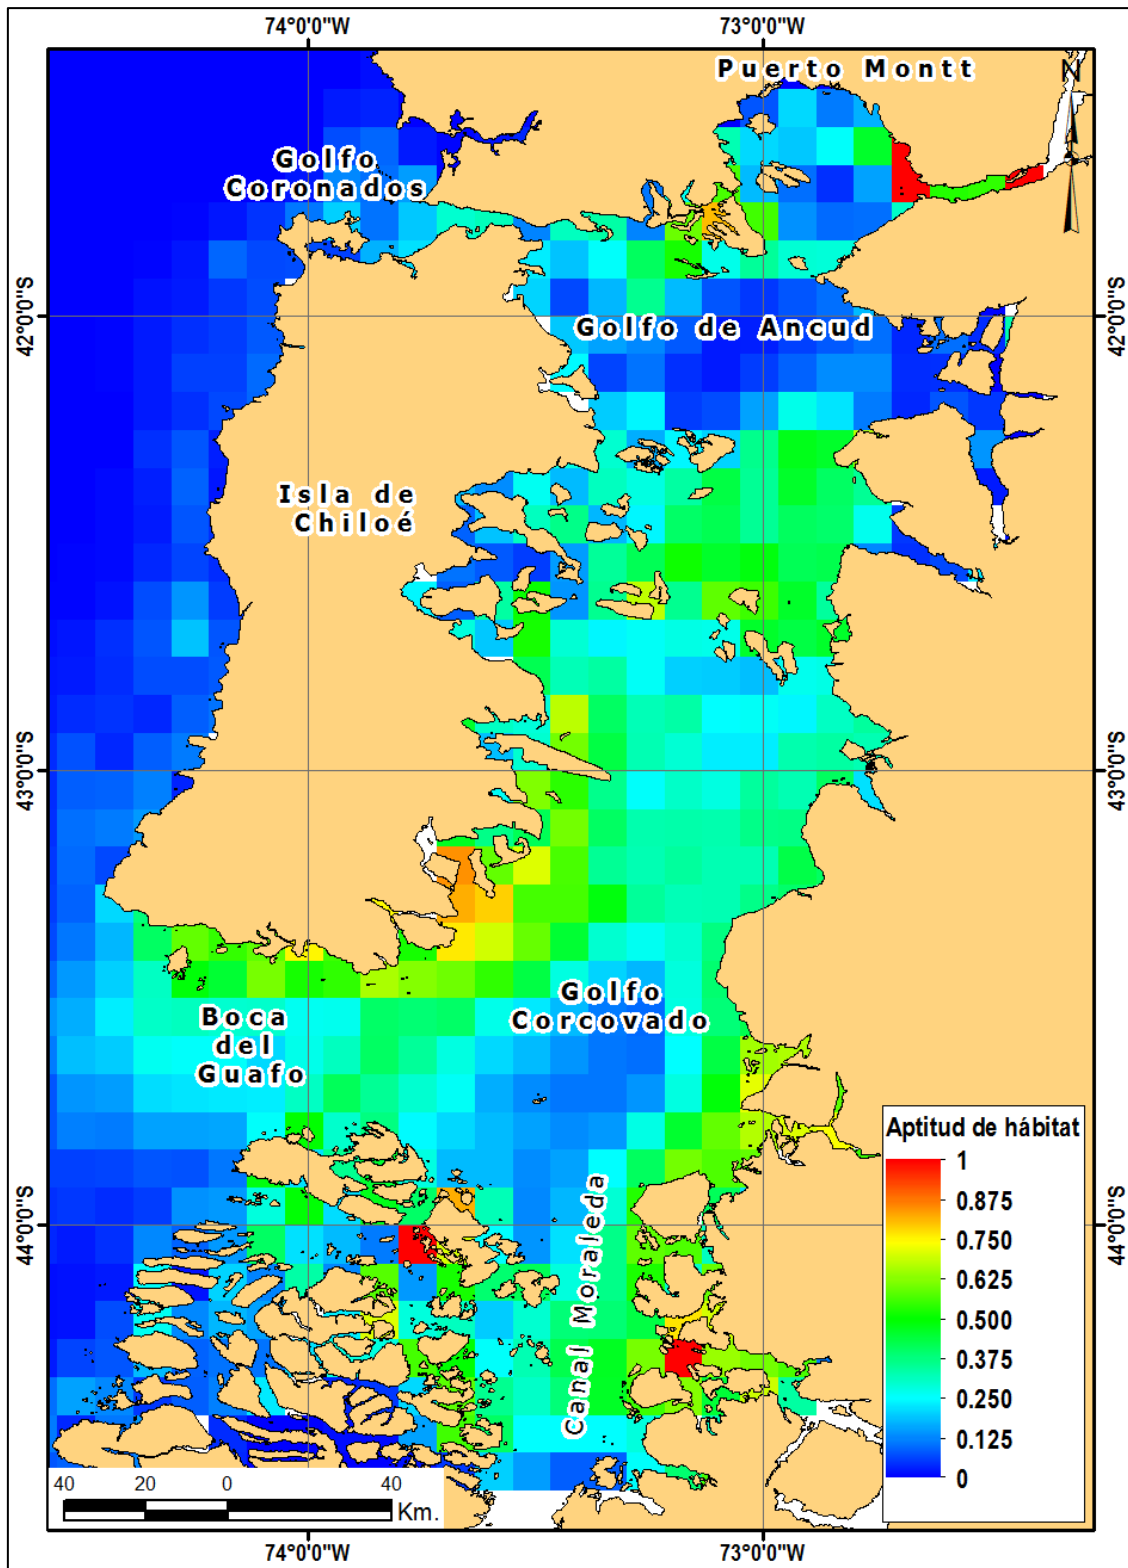 74°0'0"W
73°0'0"W
Puerto Montt
N
Golfo
Coronados
42°0'0"S
42°0'0"S
Golfo de Ancud
Isla de
Chiloé
43°0'0"S
43°0'0"S
Golfo
Corcovado
Boca
del
Guafo
Canal Moraleda
44°0'0"S
44°0'0"S
Aptitud de hábitat
1
0.875
0.750
0.625
0.500
0.375
0.250
0.125
0
40 20 0 40
Km.
74°0'0"W
73°0'0"W